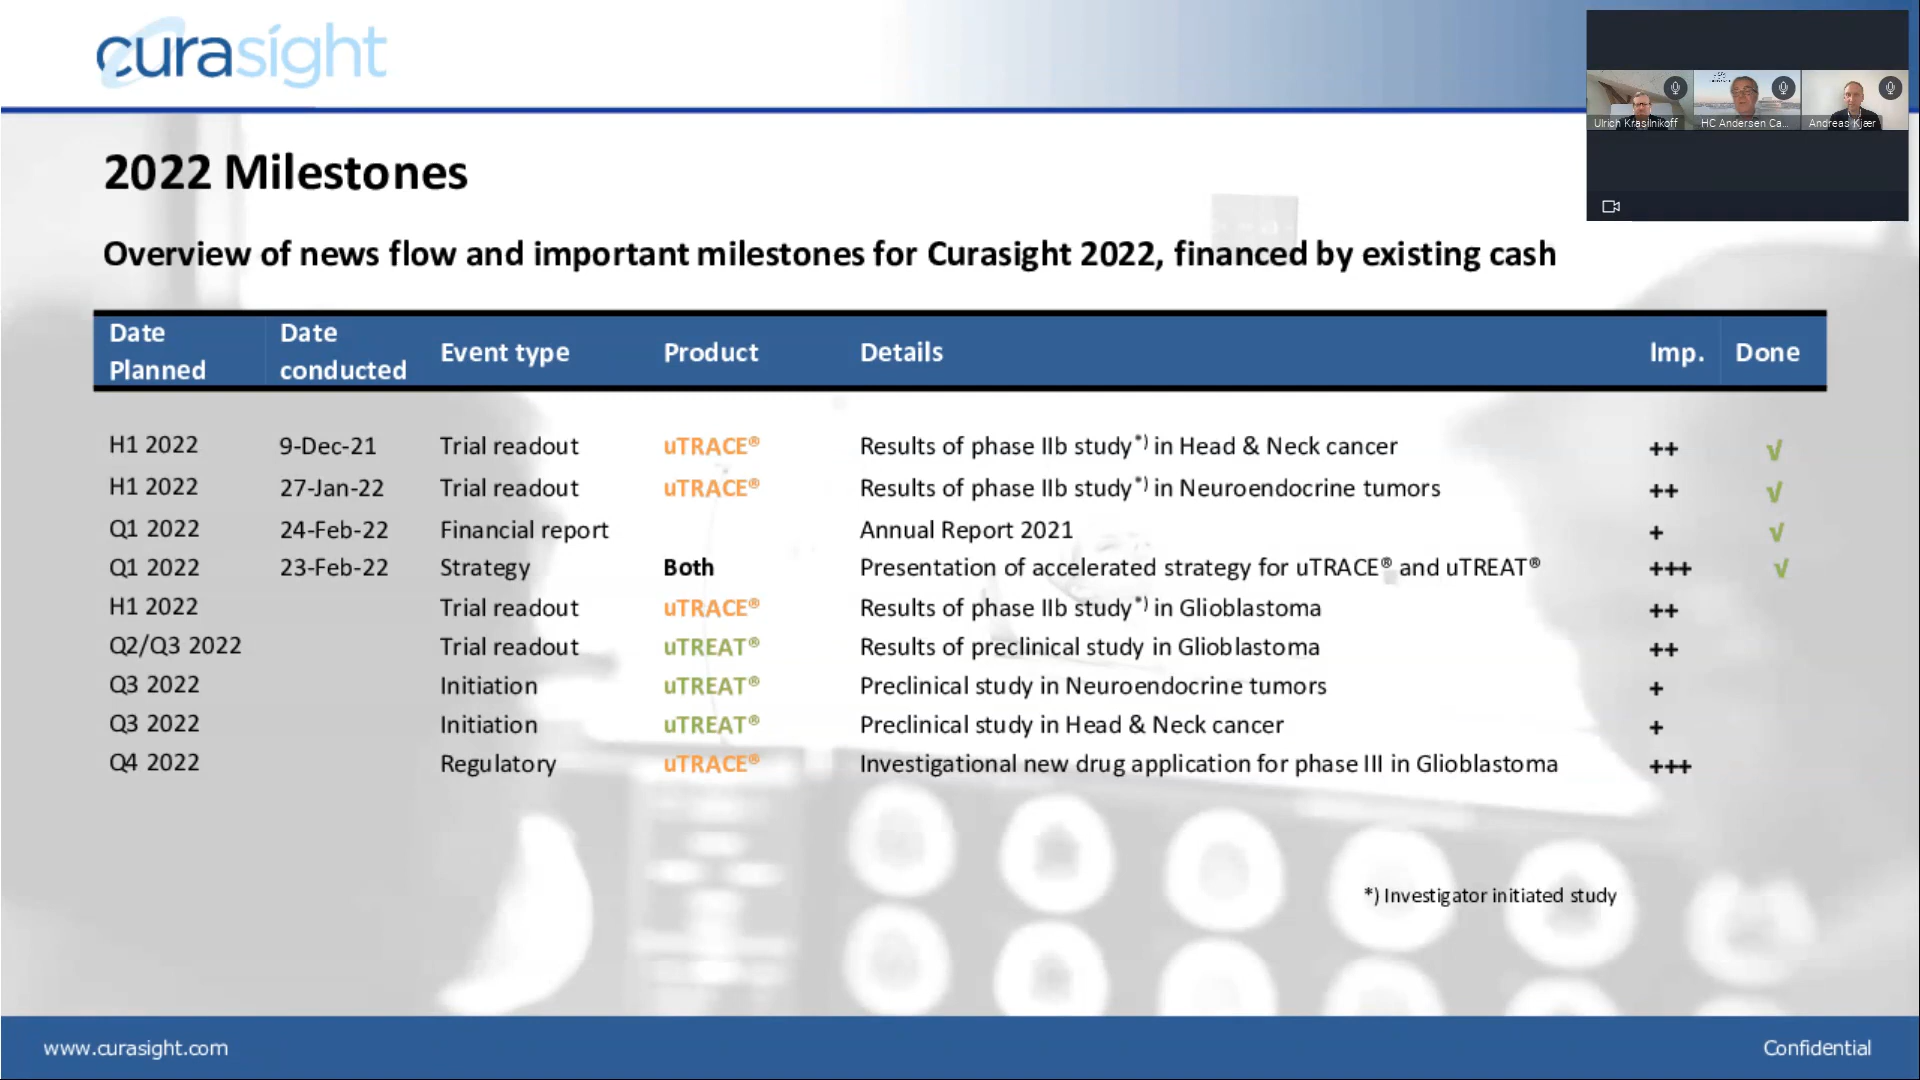 curasight
Ulrich Krasilnikoff
HC Andersen Ca...
Andreas Kjær
2022 Milestones
Overview of news flow and important milestones for Curasight 2022, financed by existing cash
Date Planned Date conducted Event type Product Details Imp. Done
H1 2022 9-Dec-21 Trial readout uTRACE® Results of phase IIb study*) in Head & Neck cancer ++ √
H1 2022 27-Jan-22 Trial readout uTRACE® Results of phase IIb study*) in Neuroendocrine tumors ++ √
Q1 2022 24-Feb-22 Financial report Annual Report 2021 + √
Q1 2022 23-Feb-22 Strategy Both Presentation of accelerated strategy for uTRACE® and uTREAT® +++ √
H1 2022 Trial readout uTRACE® Results of phase IIb study*) in Glioblastoma ++
Q2/Q3 2022 Trial readout uTREAT® Results of preclinical study in Glioblastoma ++
Q3 2022 Initiation uTREAT® Preclinical study in Neuroendocrine tumors +
Q3 2022 Initiation uTREAT® Preclinical study in Head & Neck cancer +
Q4 2022 Regulatory uTRACE® Investigational new drug application for phase III in Glioblastoma +++
*) Investigator initiated study
www.curasight.com
Confidential